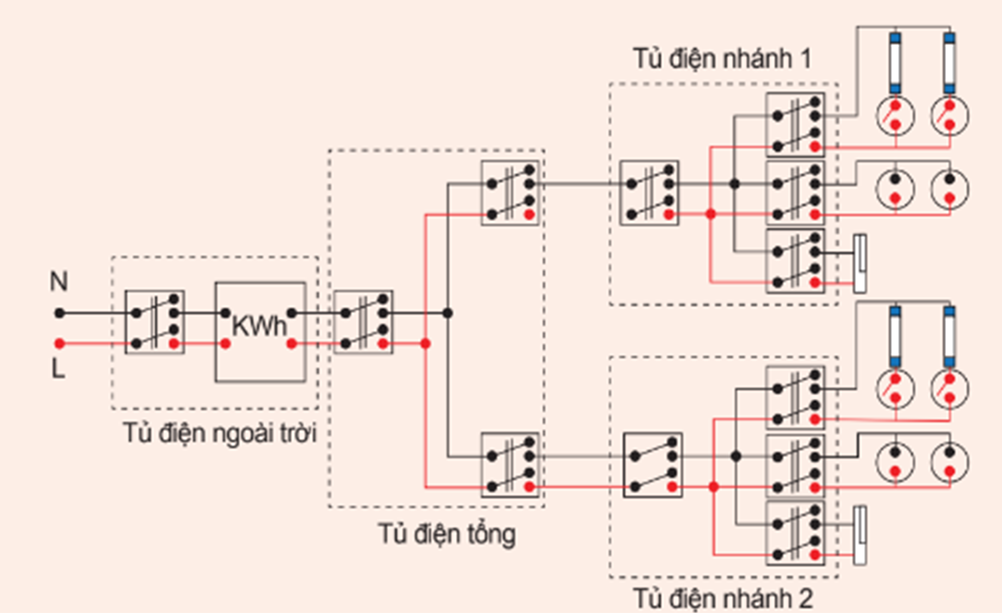 Tủ điện nhánh 1
N
KWh
L
Tủ điện ngoài trời
Tủ điện tổng
Tủ điện nhánh 2